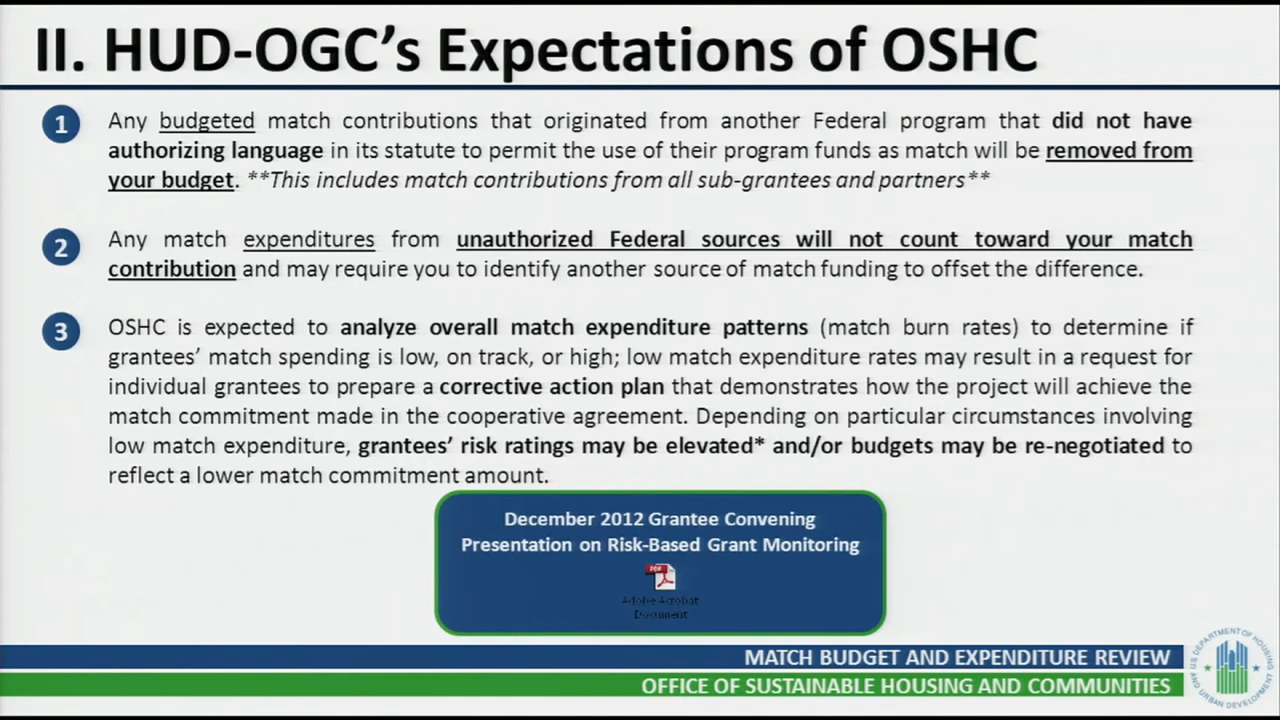 II. HUD-OGC's Expectations of OSHC
1 Any budgeted match contributions that originated from another Federal program that did not have
authorizing language in its statute to permit the use of their program funds as match will be removed from
your budget. **This includes match contributions from all sub-grantees and partners**
2 Any match expenditures from unauthorized Federal sources will not count toward your match
contribution and may require you to identify another source of match funding to offset the difference.
3 OSHC is expected to analyze overall match expenditure patterns (match burn rates) to determine if
grantees' match spending is low, on track, or high; low match expenditure rates may result in a request for
individual grantees to prepare a corrective action plan that demonstrates how the project will achieve the
match commitment made in the cooperative agreement. Depending on particular circumstances involving
low match expenditure, grantees' risk ratings may be elevated* and/or budgets may be re-negotiated to
reflect a lower match commitment amount.
December 2012 Grantee Convening
Presentation on Risk-Based Grant Monitoring
PDF
Adobe Acrobat
Document
MATCH BUDGET AND EXPENDITURE REVIEW
OFFICE OF SUSTAINABLE HOUSING AND COMMUNITIES
U.S. DEPARTMENT OF HOUSING
AND URBAN DEVELOPMENT